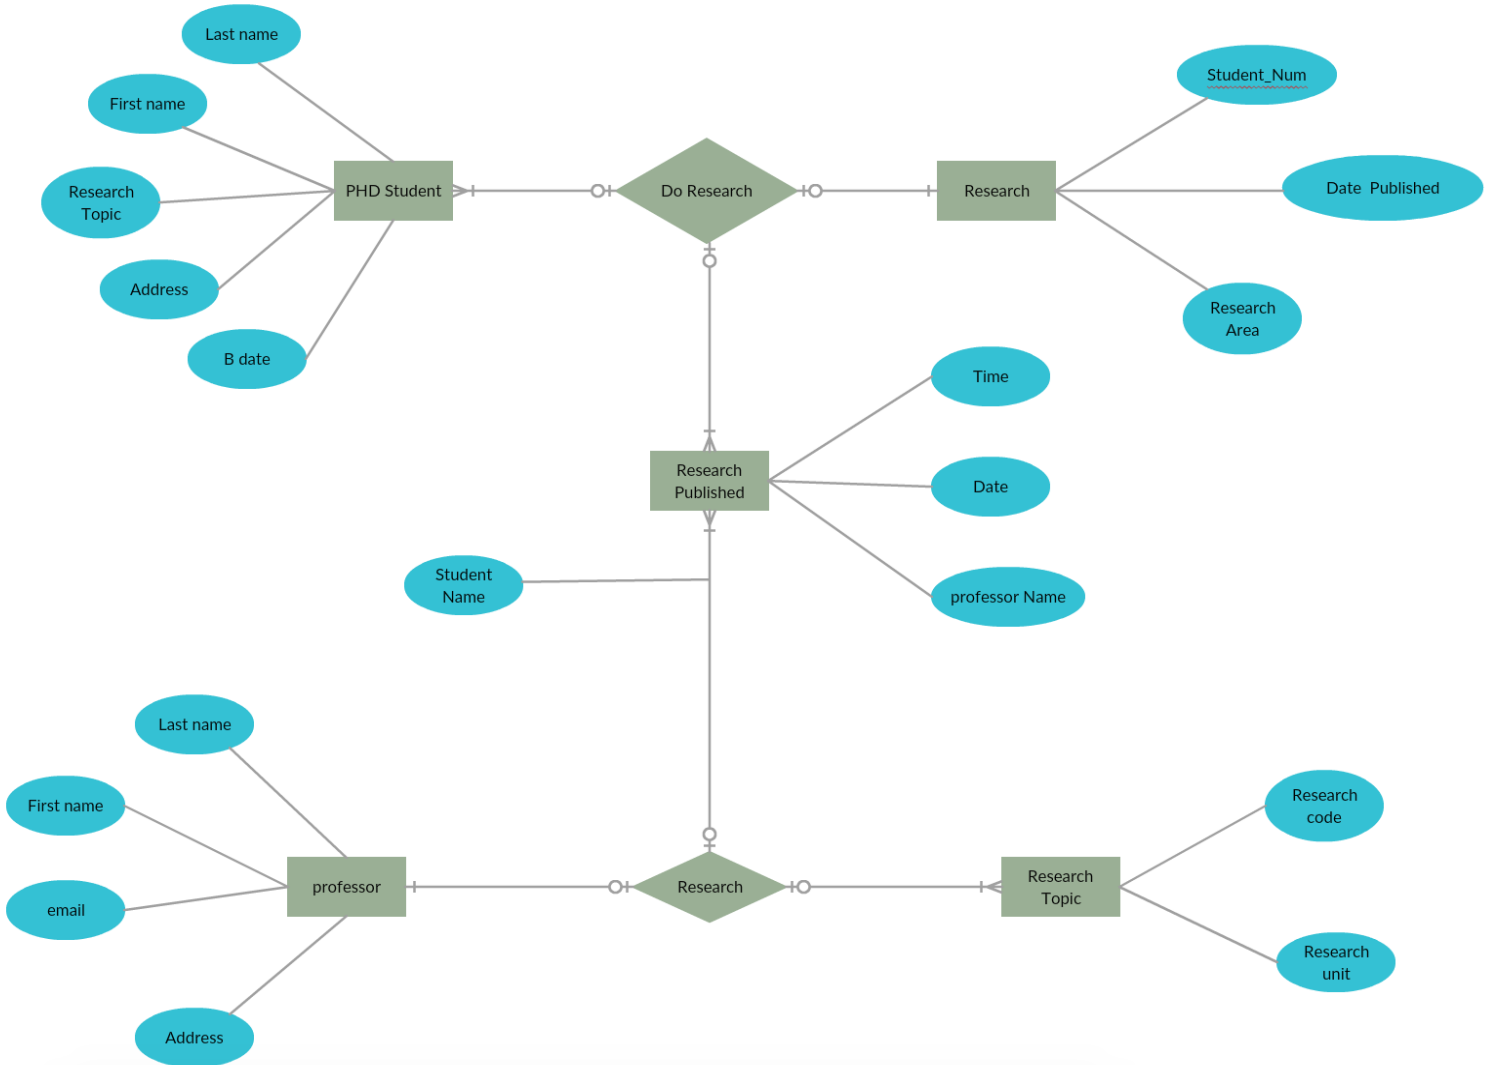 Last name
First name
Research
Topic
Address
B date
PHD Student
Do Research
Research
Student_Num
Date  Published
Research
Area
Research
Published
Time
Date
professor Name
Student
Name
Last name
First name
email
Address
professor
Research
Research
Topic
Research
code
Research
unit